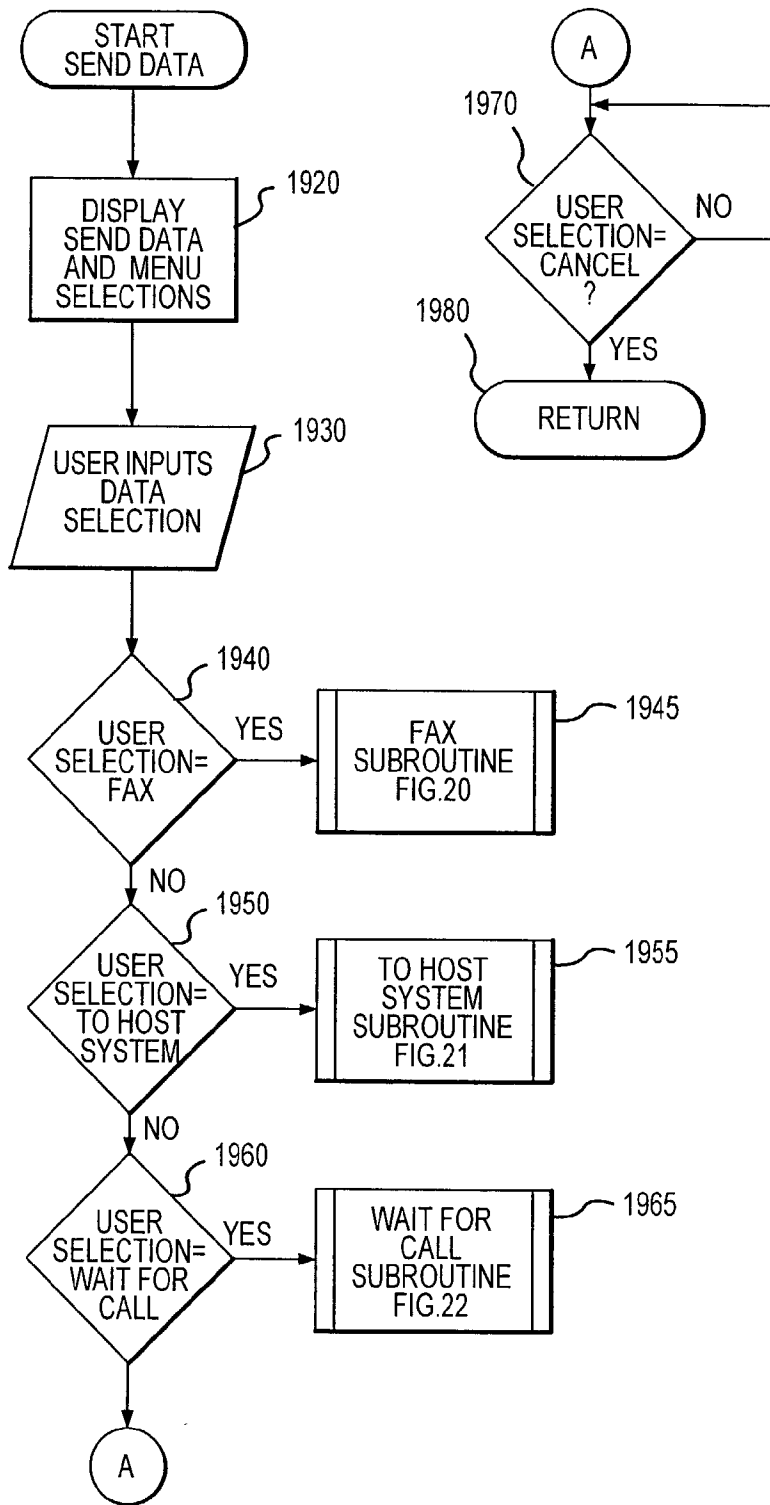 START
SEND DATA
1920
DISPLAY
SEND DATA
AND MENU
SELECTIONS
1930
USER INPUTS
DATA
SELECTION
1940
USER
SELECTION=
FAX
YES
1945
FAX
SUBROUTINE
FIG.20
NO
1950
USER
SELECTION=
TO HOST
SYSTEM
YES
1955
TO HOST
SYSTEM
SUBROUTINE
FIG.21
NO
1960
USER
SELECTION=
WAIT FOR
CALL
YES
1965
WAIT FOR
CALL
SUBROUTINE
FIG.22
A
A
1970
USER
SELECTION=
CANCEL
?
NO
YES
1980
RETURN